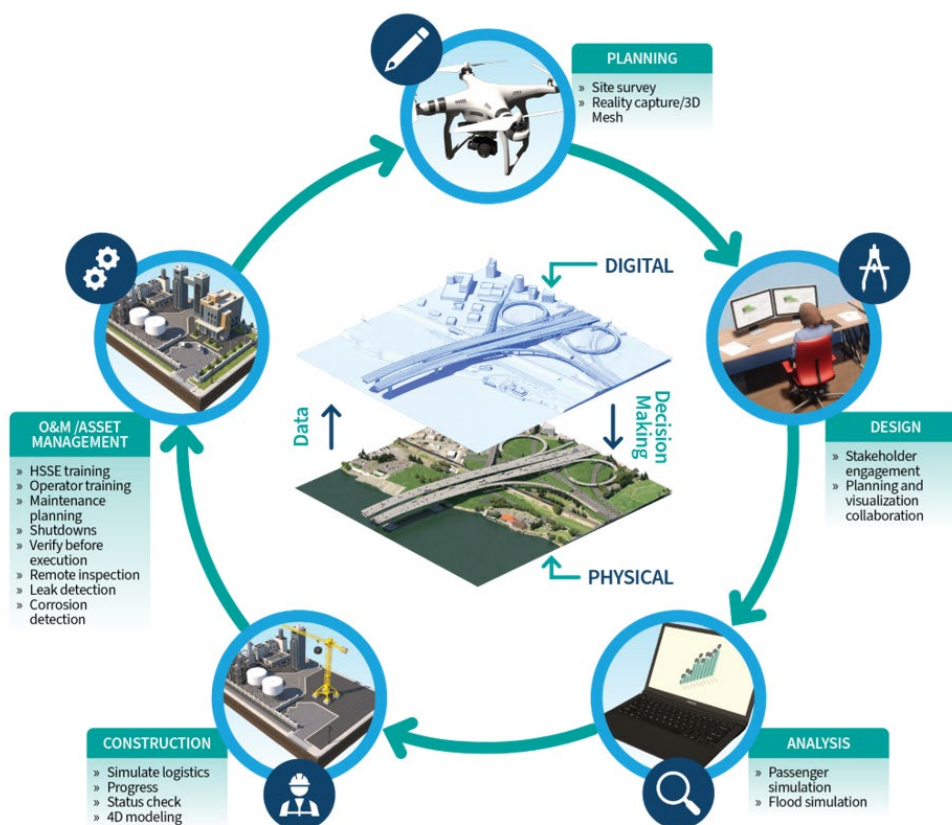 PLANNING
» Site survey
» Reality capture/3D
Mesh
DIGITAL
Data
Decision
Making
PHYSICAL
DESIGN
» Stakeholder
engagement
» Planning and
visualization
collaboration
ANALYSIS
» Passenger
simulation
» Flood simulation
CONSTRUCTION
» Simulate logistics
» Progress
» Status check
» 4D modeling
O&M /ASSET
MANAGEMENT
» HSSE training
» Operator training
» Maintenance
planning
» Shutdowns
» Verify before
execution
» Remote inspection
» Leak detection
» Corrosion
detection